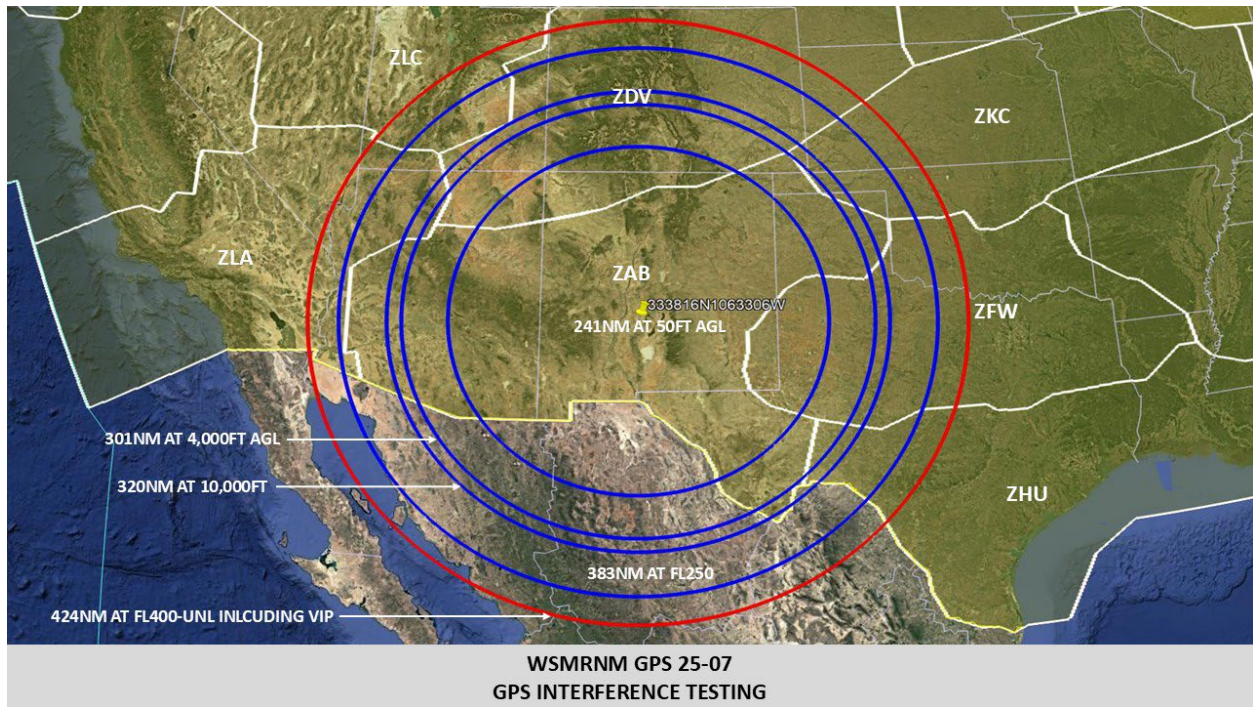 ZLC
ZDV
ZKC
ZLA
ZAB
333816N1063306W
241NM AT 50FT AGL
ZFW
301NM AT 4,000FT AGL
320NM AT 10,000FT
ZHU
383NM AT FL250
424NM AT FL400-UNL INLCUDING VIP
WSMRNM GPS 25-07
GPS INTERFERENCE TESTING